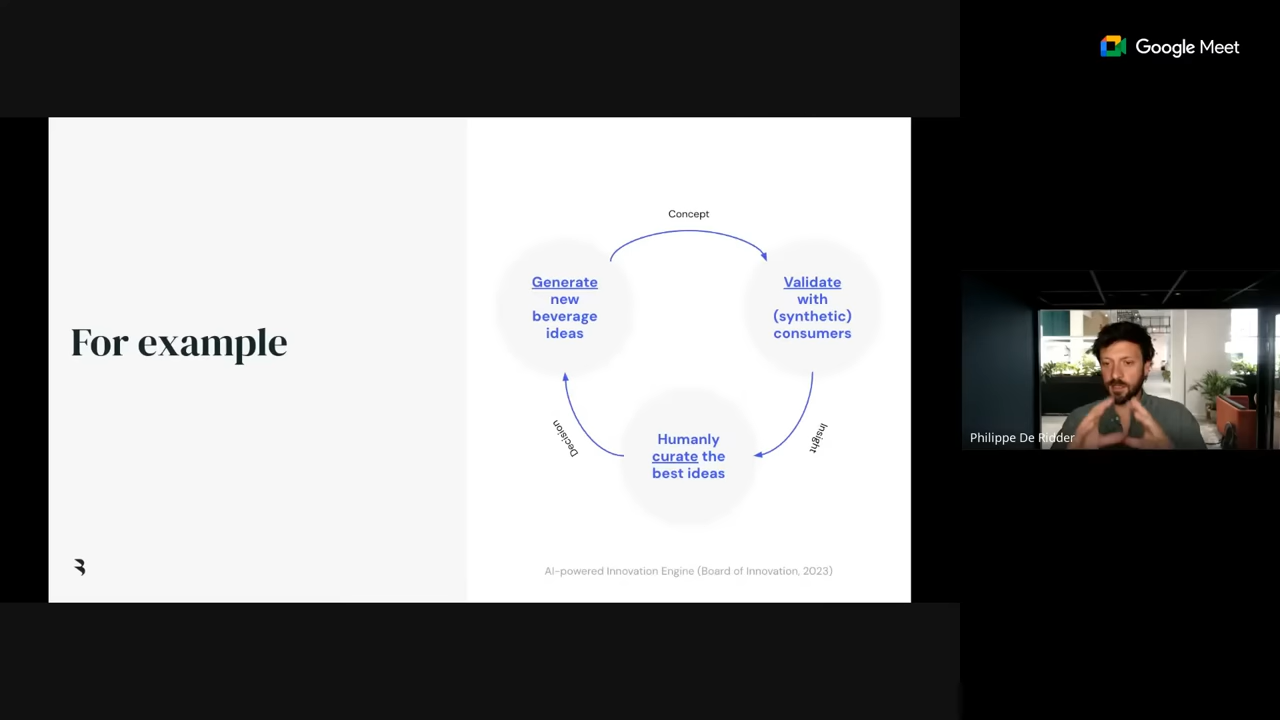 Google Meet
Concept
Generate
new
beverage
ideas
Validate
with
(synthetic)
consumers
For example
Decision
Insight
Humanly
curate the
best ideas
Philippe De Ridder
AI-powered Innovation Engine (Board of Innovation, 2023)